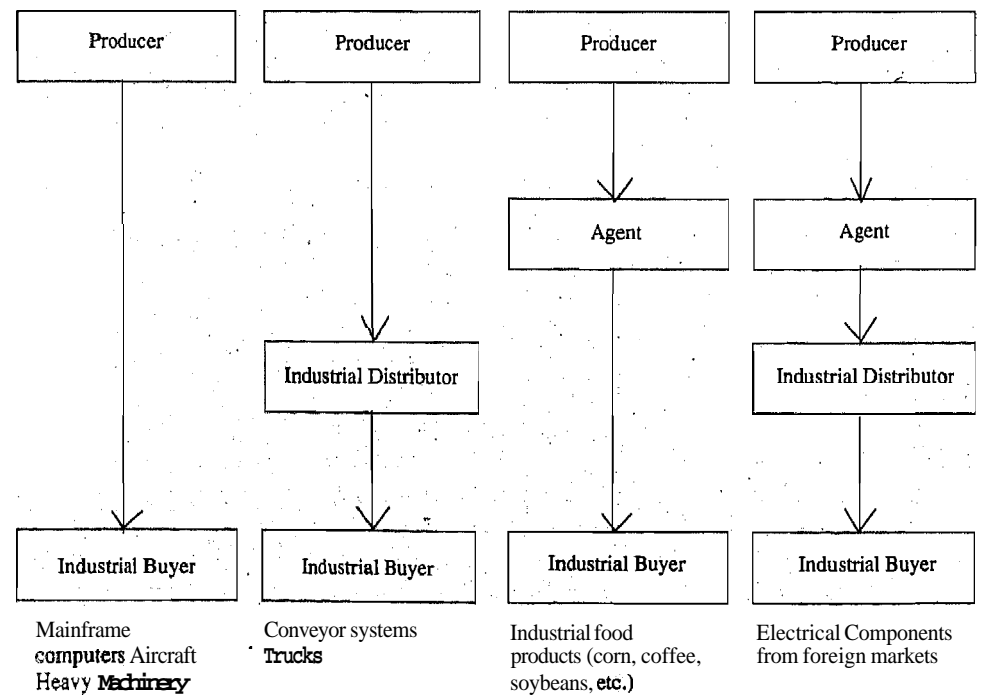 Producer
Producer
Producer
Producer
Agent
Agent
Industrial Distributor
Industrial Distributor
Industrial Buyer
Industrial Buyer
Industrial Buyer
Industrial Buyer
Mainframe
computers Aircraft
Heavy Machinery
Conveyor systems
Trucks
Industrial food
products (corn, coffee,
soybeans, etc.)
Electrical Components
from foreign markets